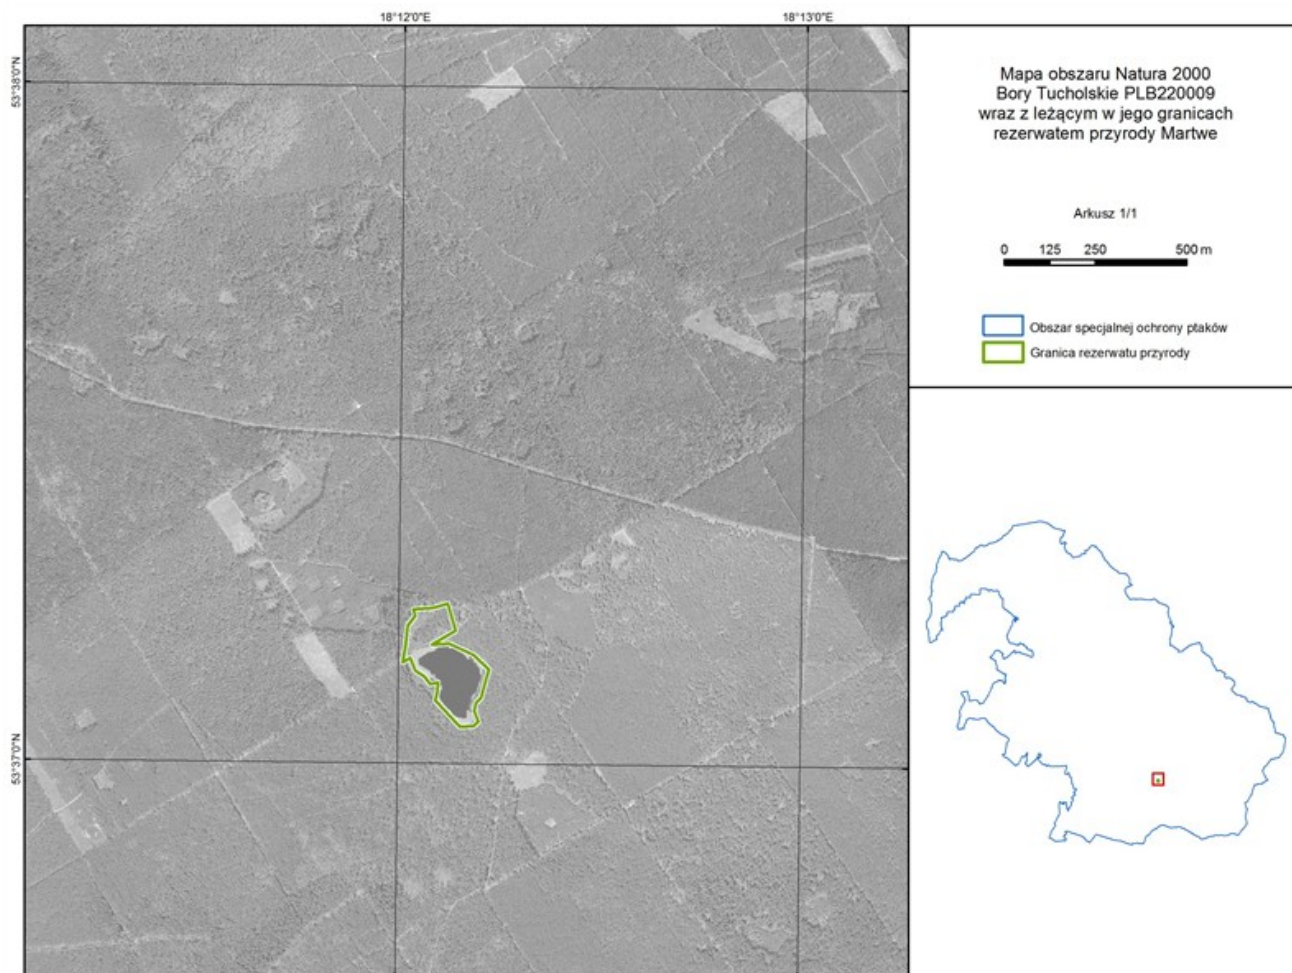 18°12'0"E
18°13'0"E
53°38'0"N
53°37'0"N
Mapa obszaru Natura 2000
Bory Tucholskie PLB220009
wraz z leżącym w jego granicach
rezerwatem przyrody Martwe
Arkusz 1/1
0 125 250 500 m
Obszar specjalnej ochrony ptaków
Granica rezerwatu przyrody